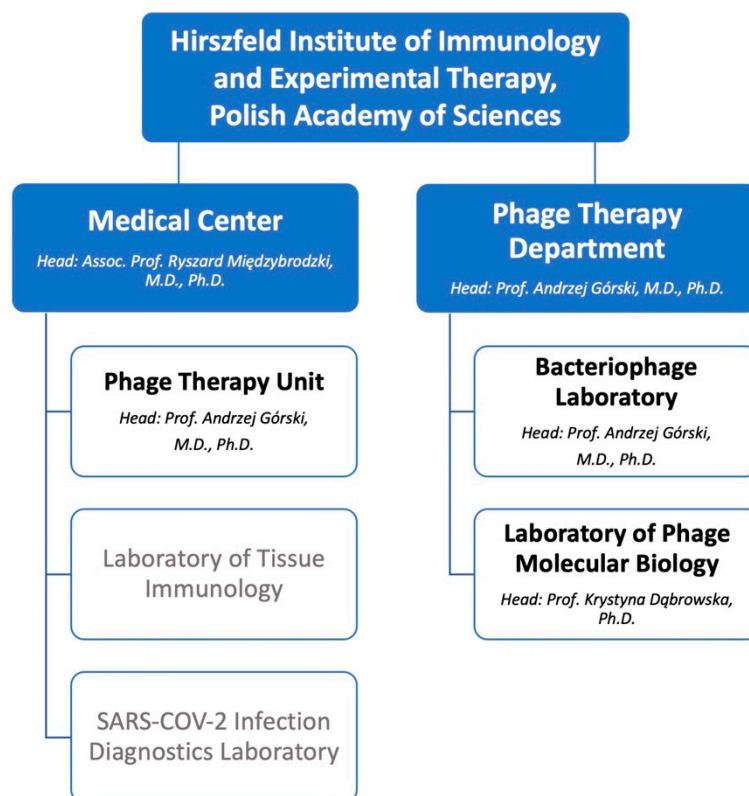 Hirszfeld Institute of Immunology
and Experimental Therapy,
Polish Academy of Sciences
Medical Center
Head: Assoc. Prof. Ryszard Międzybrodzki,
M.D., Ph.D.
Phage Therapy Unit
Head: Prof. Andrzej Górski,
M.D., Ph.D.
Laboratory of Tissue
Immunology
SARS-COV-2 Infection
Diagnostics Laboratory
Phage Therapy
Department
Head: Prof. Andrzej Górski, M.D., Ph.D.
Bacteriophage
Laboratory
Head: Prof. Andrzej Górski,
M.D., Ph.D.
Laboratory of Phage
Molecular Biology
Head: Prof. Krystyna Dąbrowska,
Ph.D.